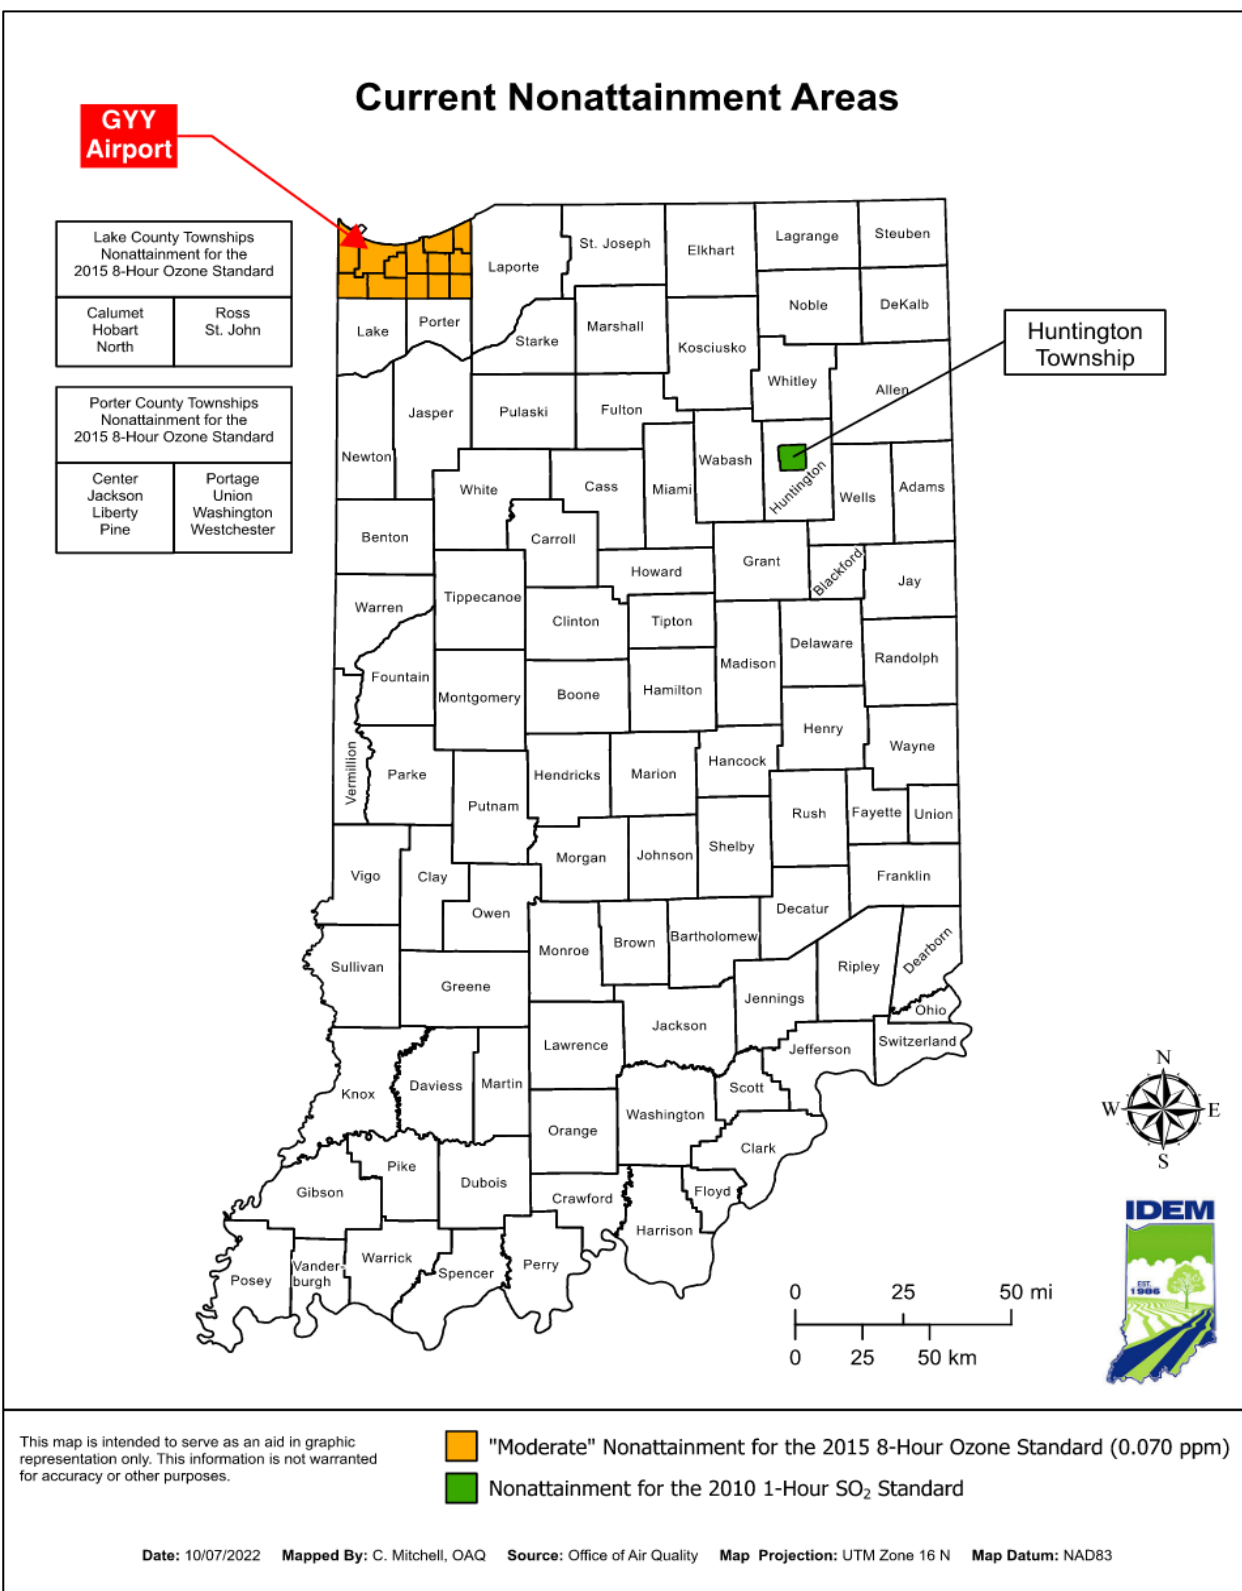 Current Nonattainment Areas
GYY
Airport
Lake County Townships
Nonattainment for the
2015 8-Hour Ozone Standard
Calumet
Hobart
North
Ross
St. John
Porter County Townships
Nonattainment for the
2015 8-Hour Ozone Standard
Center
Jackson
Liberty
Pine
Portage
Union
Washington
Westchester
Huntington
Township
Laporte
St. Joseph
Elkhart
Lagrange
Steuben
Noble
DeKalb
Lake
Porter
Starke
Marshall
Kosciusko
Whitley
Allen
Newton
Jasper
Pulaski
Fulton
Wabash
Huntington
Wells
Adams
White
Cass
Miami
Benton
Carroll
Howard
Grant
Blackford
Jay
Warren
Tippecanoe
Clinton
Tipton
Madison
Delaware
Randolph
Fountain
Montgomery
Boone
Hamilton
Henry
Wayne
Vermillion
Parke
Putnam
Hendricks
Marion
Hancock
Rush
Fayette
Union
Vigo
Clay
Owen
Morgan
Johnson
Shelby
Decatur
Franklin
Sullivan
Greene
Monroe
Brown
Bartholomew
Jennings
Ripley
Dearborn
Ohio
Switzerland
Jefferson
Jackson
Lawrence
Knox
Daviess
Martin
Orange
Washington
Scott
Clark
Gibson
Pike
Dubois
Crawford
Floyd
Harrison
Posey
Vander-
burgh
Warrick
Spencer
Perry
N
W
E
S
IDEM
EST.
1986
0 25 50 mi
0 25 50 km
This map is intended to serve as an aid in graphic
representation only. This information is not warranted
for accuracy or other purposes.
"Moderate" Nonattainment for the 2015 8-Hour Ozone Standard (0.070 ppm)
Nonattainment for the 2010 1-Hour SO₂ Standard
Date: 10/07/2022 Mapped By: C. Mitchell, OAQ Source: Office of Air Quality Map Projection: UTM Zone 16 N Map Datum: NAD83